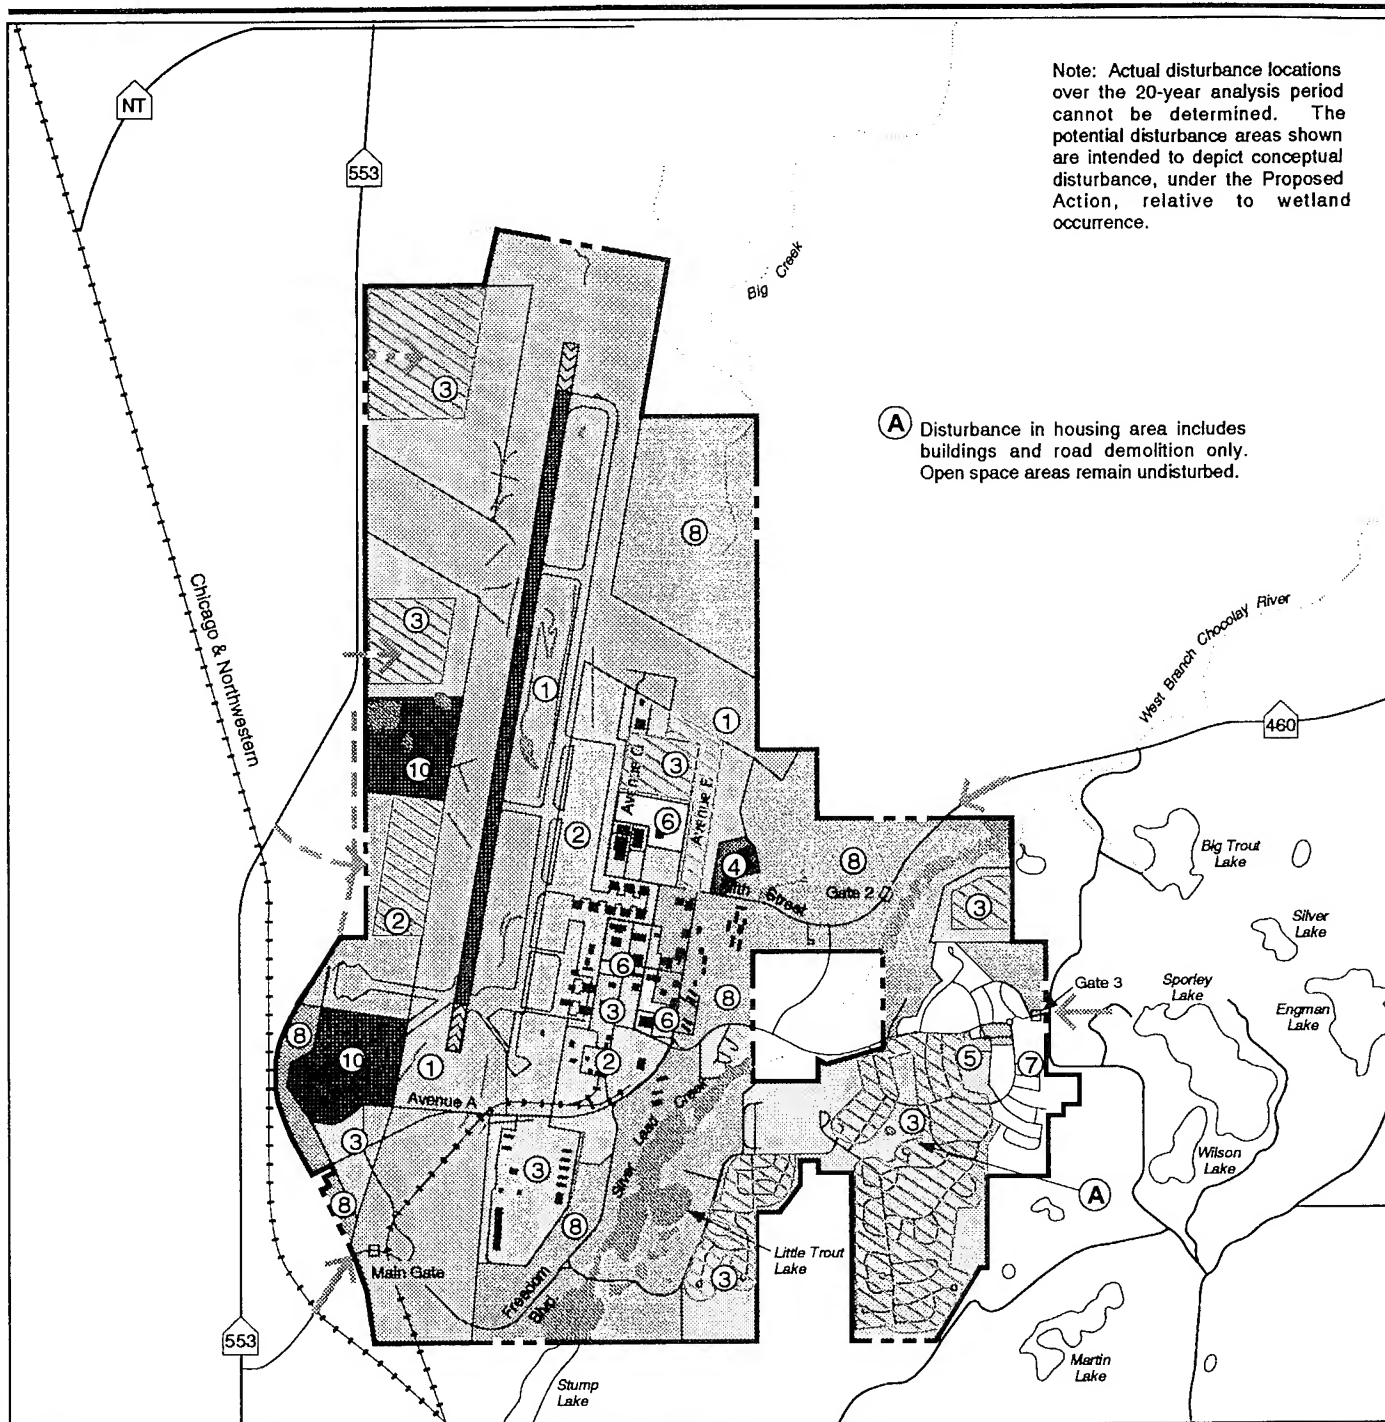 Note: Actual disturbance locations
over the 20-year analysis period
cannot be determined. The
potential disturbance areas shown
are intended to depict conceptual
disturbance, under the Proposed
Action, relative to wetland
occurrence.
NT
553
Big Creek
3
A Disturbance in housing area includes
buildings and road demolition only.
Open space areas remain undisturbed.
8
Chicago & Northwestern
3
West Branch Chocolay River
1
1
460
3
10
Avenue E
6
2
Big Trout
Lake
8
4
Street
Gate 2
2
3
Silver
Lake
6
Gate 3
Sporley
Lake
Engman
Lake
8
3
6
8
10
1
2
5
7
Avenue A
Silver Lead Creek
3
3
3
Wilson
Lake
A
8
8
Little Trout
Lake
3
Main Gate
Freedom
Blvd
553
Martin
Lake
Stump
Lake